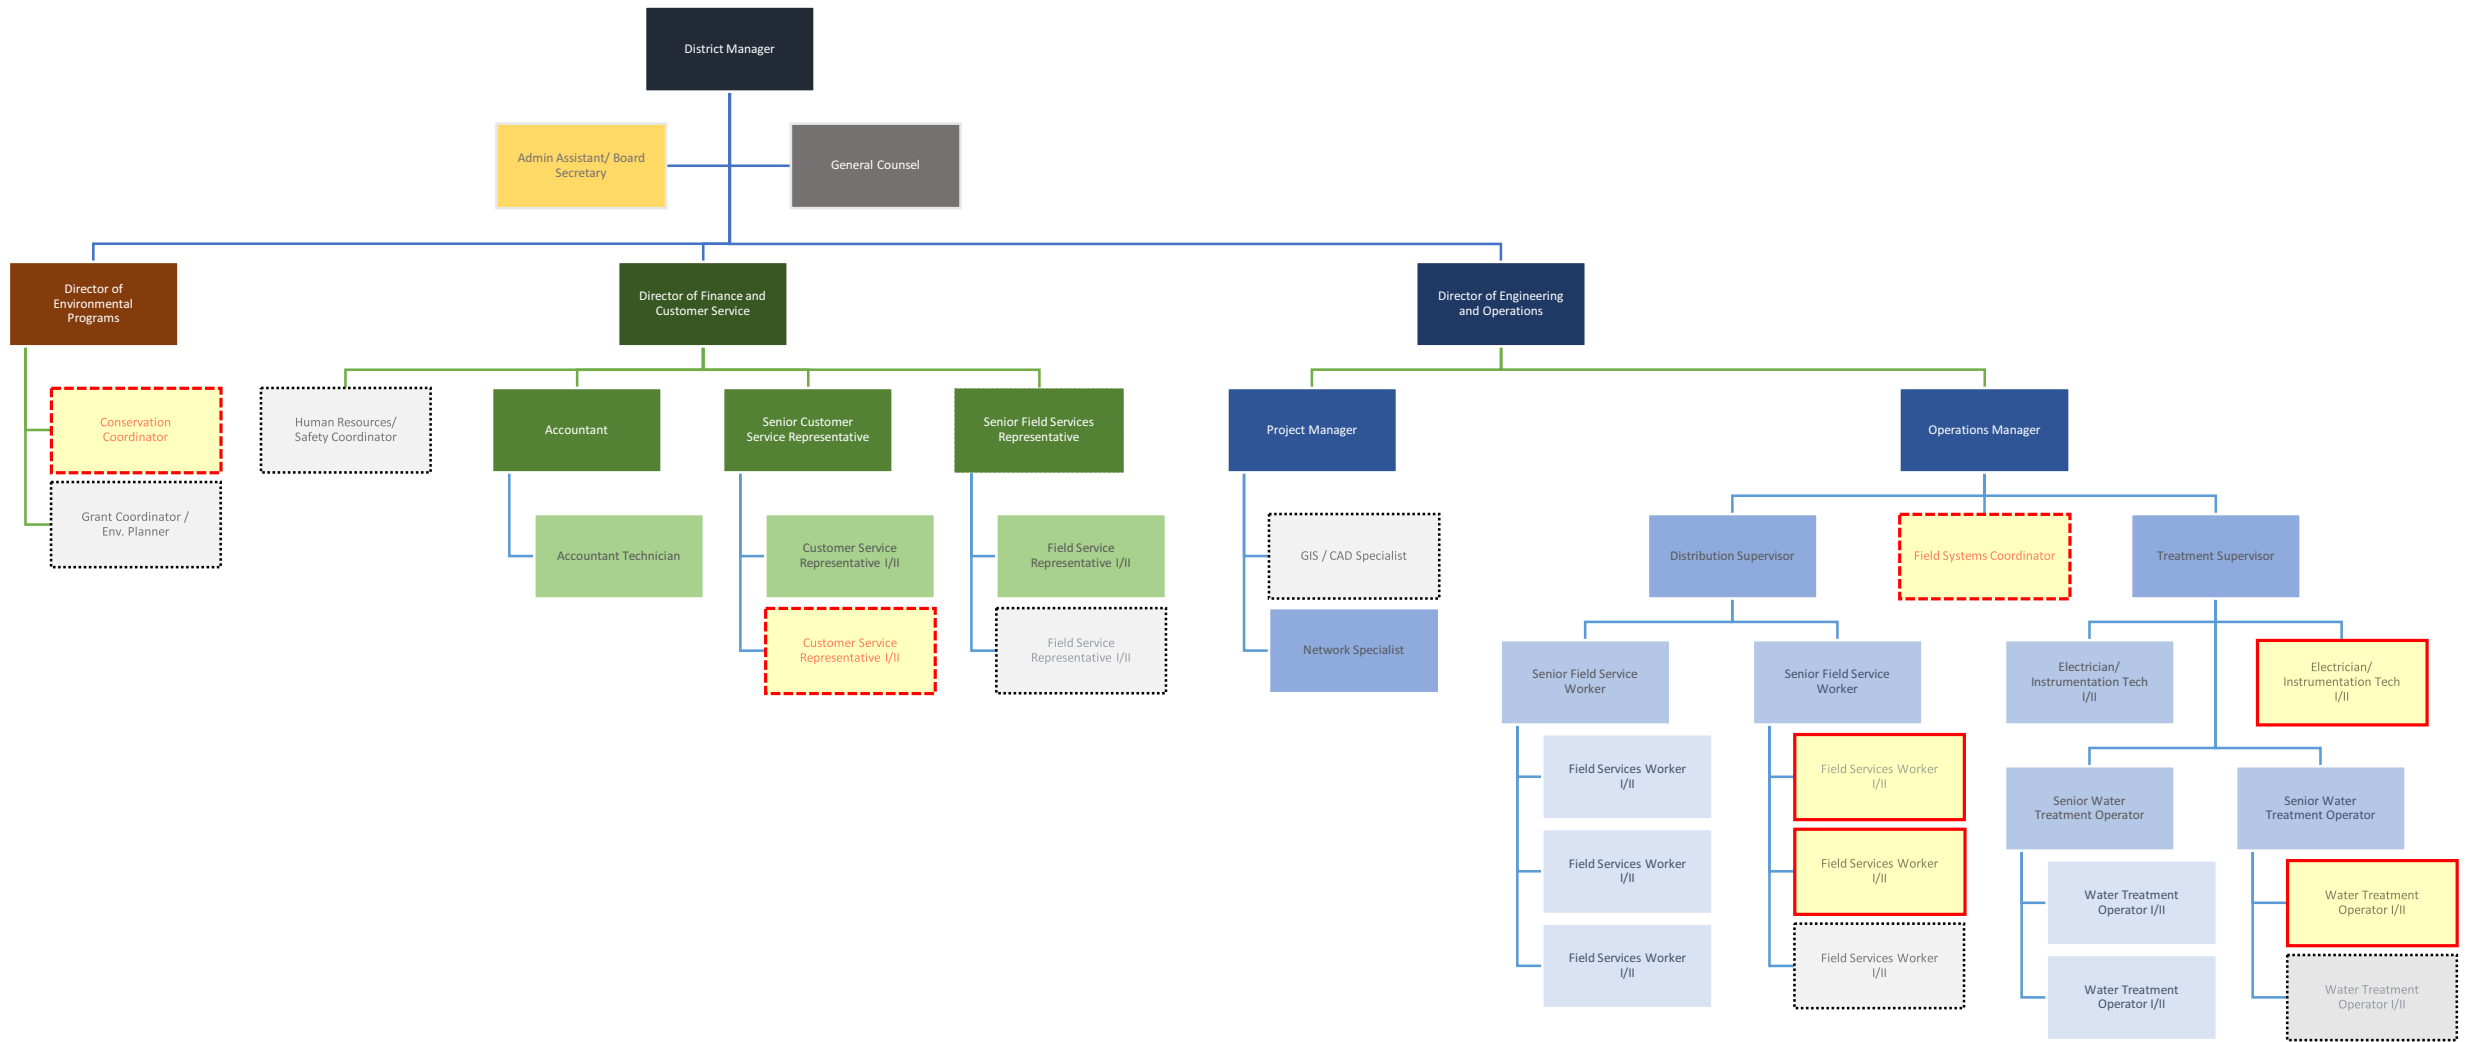 District Manager
Admin Assistant/ Board
Secretary
General Counsel
Director of
Environmental
Programs
Director of Finance and
Customer Service
Director of Engineering
and Operations
Conservation
Coordinator
Human Resources/
Safety Coordinator
Accountant
Senior Customer
Service Representative
Senior Field Services
Representative
Project Manager
Operations Manager
Grant Coordinator /
Env. Planner
Accountant Technician
Customer Service
Representative I/II
Field Service
Representative I/II
GIS / CAD Specialist
Distribution Supervisor
Field Systems Coordinator
Treatment Supervisor
Customer Service
Representative I/II
Field Service
Representative I/II
Network Specialist
Senior Field Service
Worker
Senior Field Service
Worker
Electrician/
Instrumentation Tech
I/II
Electrician/
Instrumentation Tech
I/II
Field Services Worker
I/II
Field Services Worker
I/II
Senior Water
Treatment Operator
Senior Water
Treatment Operator
Field Services Worker
I/II
Field Services Worker
I/II
Water Treatment
Operator I/II
Water Treatment
Operator I/II
Field Services Worker
I/II
Field Services Worker
I/II
Water Treatment
Operator I/II
Water Treatment
Operator I/II